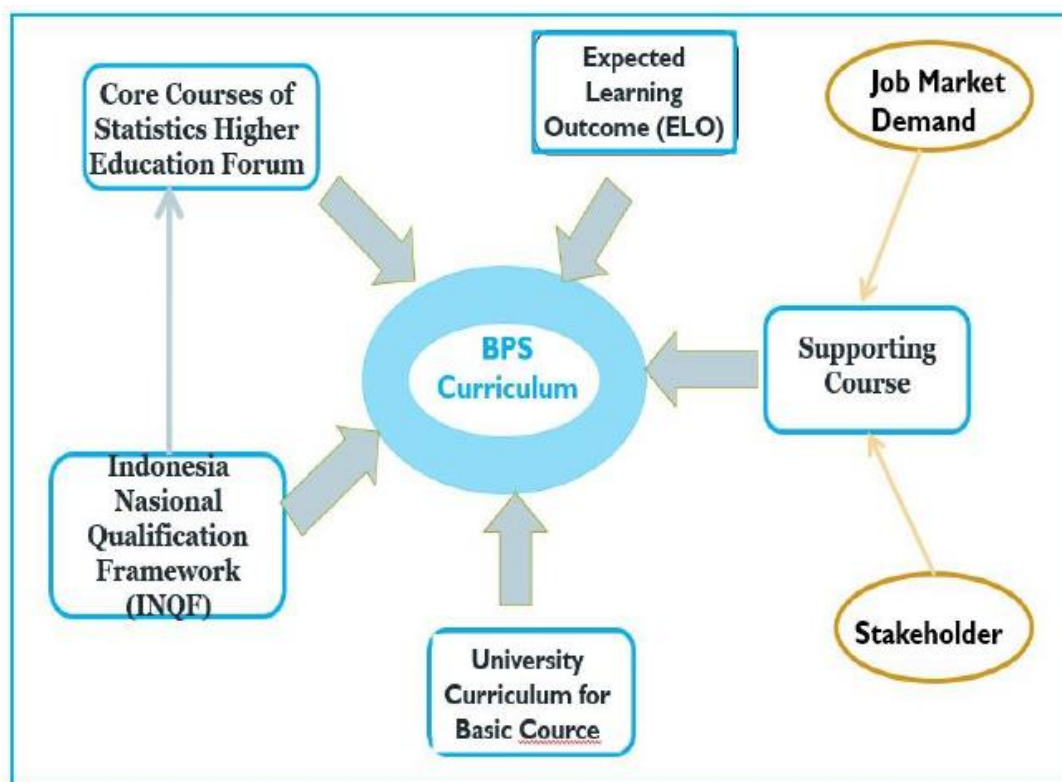 Core Courses of
Statistics Higher
Education Forum
Expected
Learning
Outcome (ELO)
Job Market
Demand
BPS
Curriculum
Supporting
Course
Indonesia
Nasional
Qualification
Framework
(INQF)
Stakeholder
University
Curriculum for
Basic Cource